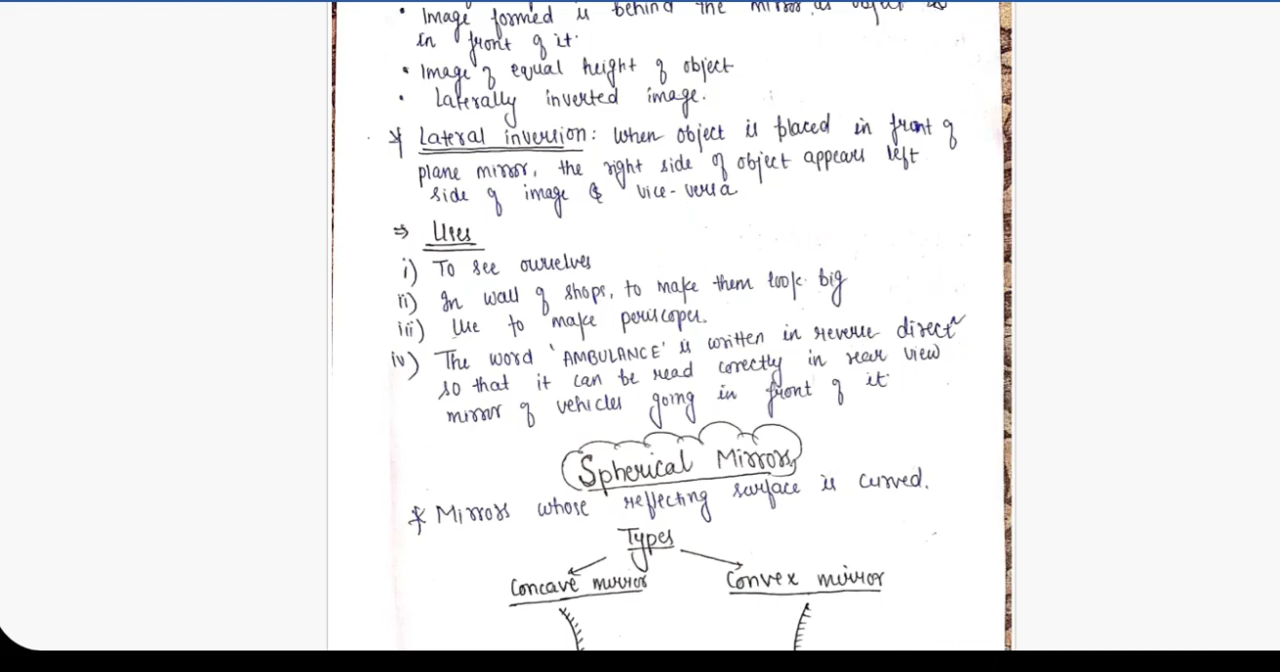 • Image formed is behind the mirror as object is
in front of it.
• Image of equal height of object
• Laterally inverted image.
* Lateral inversion: When object is placed in front of
plane mirror, the right side of object appears left
side of image & vice-versa
⇒ Uses
i) To see ourselves
ii) In wall of shops, to make them look big
iii) Use to make periscopes.
iv) The word 'AMBULANCE' is written in reverse directn
so that it can be read corectly in rear view
mirror of vehicles going in front of it
Spherical Mirrors
* Mirrors whose reflecting surface is curved.
Types
Concave mirror Convex mirror